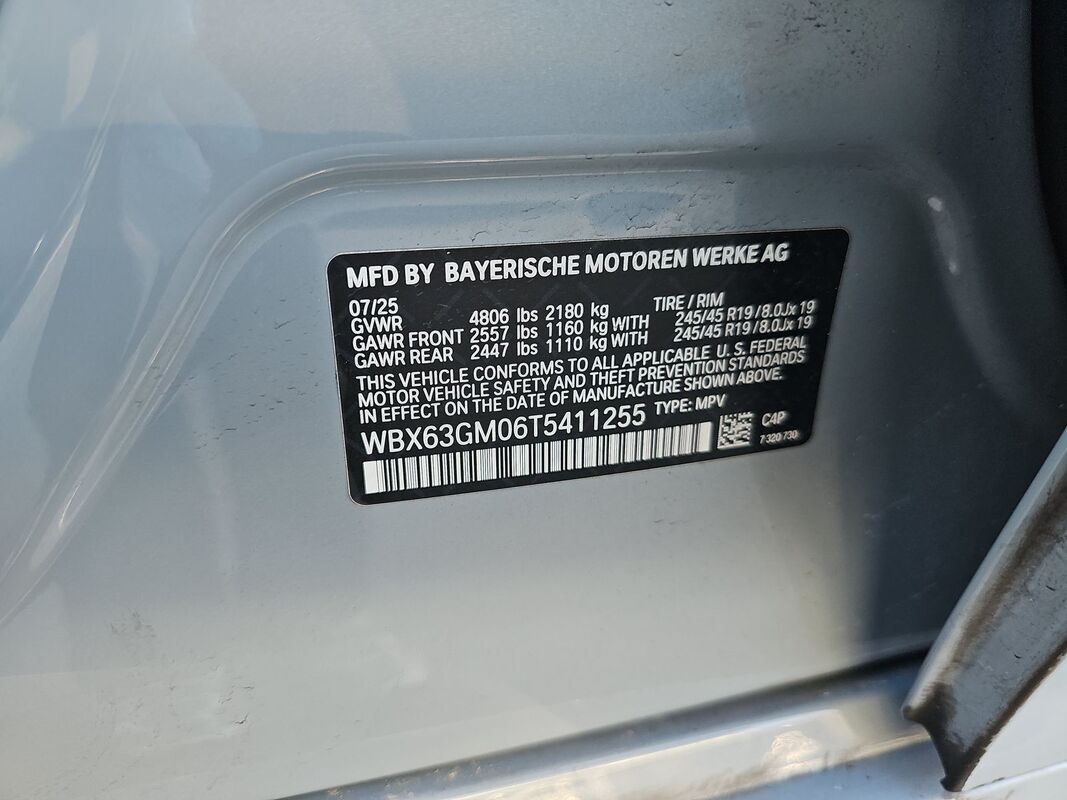 MFD BY BAYERISCHE MOTOREN WERKE AG
07/25 TIRE / RIM
GVWR 4806 lbs 2180 kg
GAWR FRONT 2557 lbs 1160 kg WITH 245/45 R19 / 8.0Jx 19
GAWR REAR 2447 lbs 1110 kg WITH 245/45 R19 / 8.0Jx 19
THIS VEHICLE CONFORMS TO ALL APPLICABLE U. S. FEDERAL
MOTOR VEHICLE SAFETY AND THEFT PREVENTION STANDARDS
IN EFFECT ON THE DATE OF MANUFACTURE SHOWN ABOVE.
WBX63GM06T5411255 TYPE: MPV
C4P
7 320 730